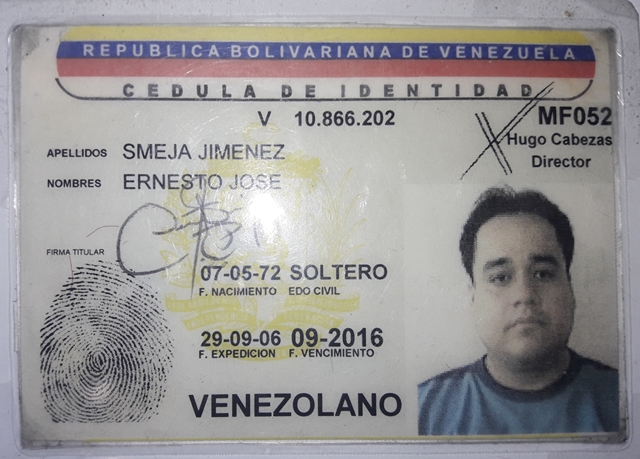 REPUBLICA BOLIVARIANA DE VENEZUELA
CEDULA DE IDENTIDAD
V 10.866.202
MF052
Hugo Cabezas
Director
APELLIDOS SMEJA JIMENEZ
NOMBRES ERNESTO JOSE
FIRMA TITULAR
07-05-72 SOLTERO
F. NACIMIENTO EDO CIVIL
29-09-06 09-2016
F. EXPEDICION F. VENCIMIENTO
VENEZOLANO